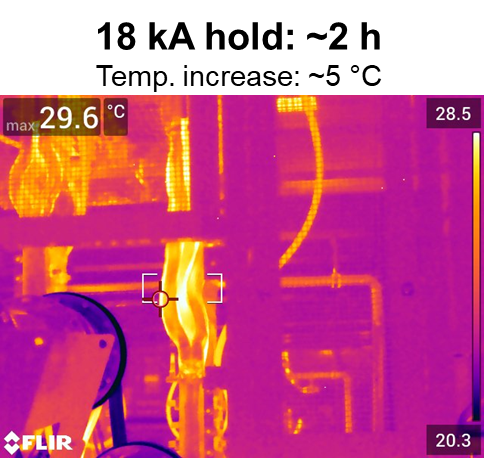 18 kA hold: ~2 h
Temp. increase: ~5 °C
max 29.6 °C
28.5
20.3
FLIR